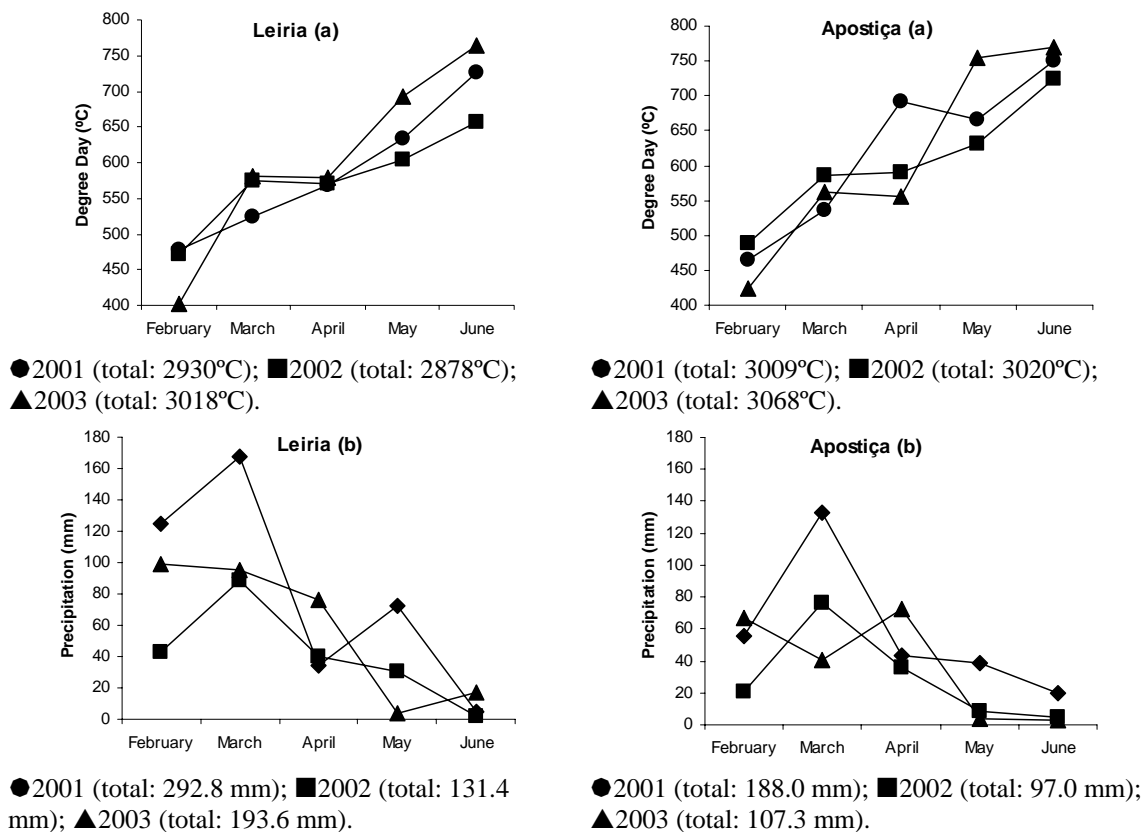 Leiria (a)
Degree Day (ºC)
800
750
700
650
600
550
500
450
400
February March April May June
●2001 (total: 2930ºC); ■2002 (total: 2878ºC);
▲2003 (total: 3018ºC).
Apostiça (a)
Degree Day (ºC)
800
750
700
650
600
550
500
450
400
February March April May June
●2001 (total: 3009ºC); ■2002 (total: 3020ºC);
▲2003 (total: 3068ºC).
Leiria (b)
Precipitation (mm)
180
160
140
120
100
80
60
40
20
0
February March April May June
●2001 (total: 292.8 mm); ■2002 (total: 131.4
mm); ▲2003 (total: 193.6 mm).
Apostiça (b)
Precipitation (mm)
180
160
140
120
100
80
60
40
20
0
February March April May June
●2001 (total: 188.0 mm); ■2002 (total: 97.0 mm);
▲2003 (total: 107.3 mm).